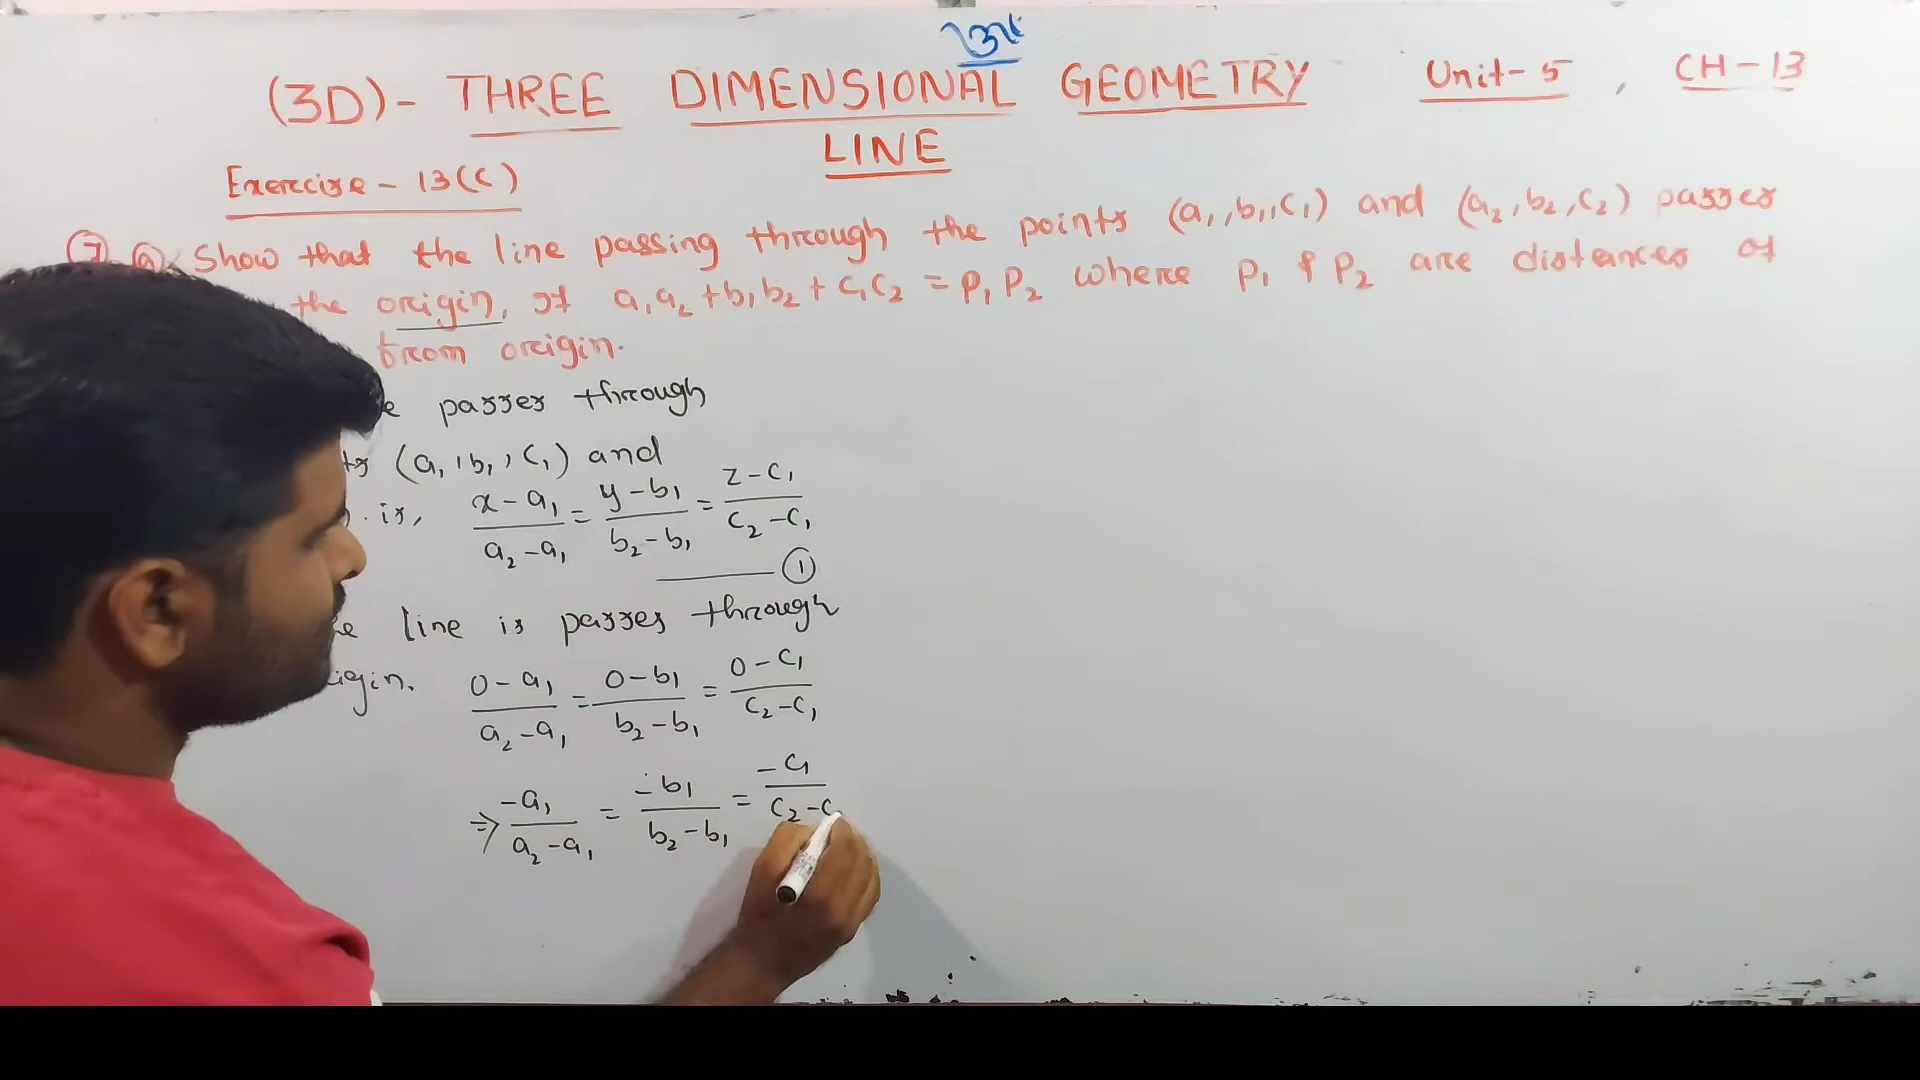 (3D)- THREE DIMENSIONAL GEOMETRY Unit-5 , CH-13
LINE
Exercise - 13(C)
⑦ ⓐ Show that the line passing through the points (a₁, b₁, c₁) and (a₂, b₂, c₂) passes
the origin, if a₁a₂ + b₁b₂ + c₁c₂ = P₁P₂ where P₁ & P₂ are distances of
from origin.
passes through
(a₁, b₁, c₁) and
is, (x - a₁)/(a₂ - a₁) = (y - b₁)/(b₂ - b₁) = (z - c₁)/(c₂ - c₁)
——— ①
line is passes through
(0 - a₁)/(a₂ - a₁) = (0 - b₁)/(b₂ - b₁) = (0 - c₁)/(c₂ - c₁)
⇒ -a₁/(a₂ - a₁) = -b₁/(b₂ - b₁) = -c₁/(c₂ - c